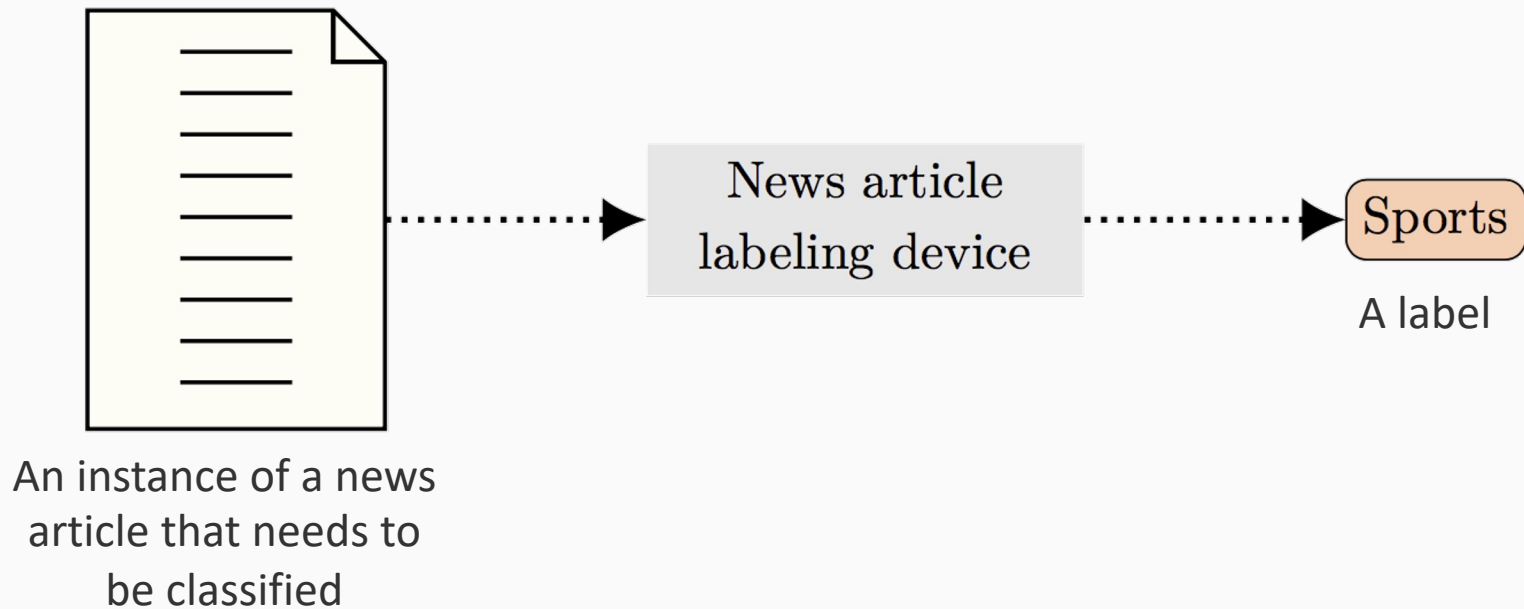 News article
labeling device
Sports
A label
An instance of a news
article that needs to
be classified